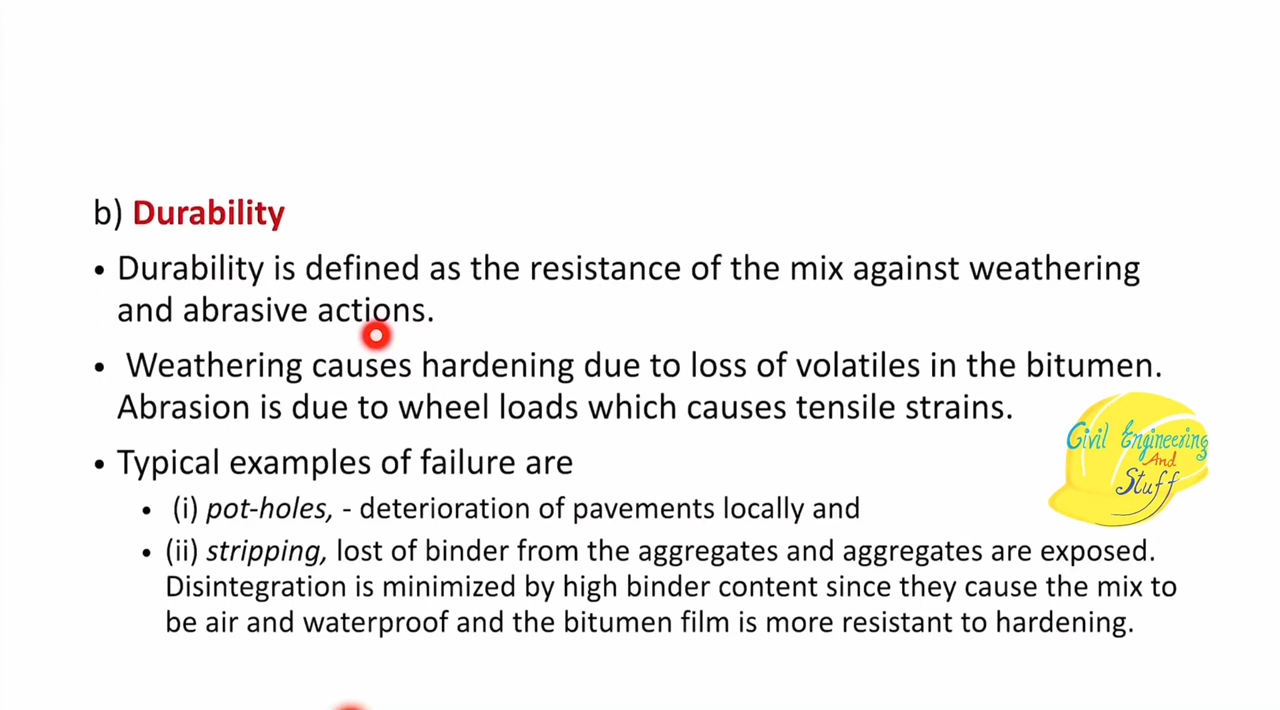 b) Durability
• Durability is defined as the resistance of the mix against weathering
and abrasive actions.
• Weathering causes hardening due to loss of volatiles in the bitumen.
Abrasion is due to wheel loads which causes tensile strains.
• Typical examples of failure are
• (i) pot-holes, - deterioration of pavements locally and
• (ii) stripping, lost of binder from the aggregates and aggregates are exposed.
Disintegration is minimized by high binder content since they cause the mix to
be air and waterproof and the bitumen film is more resistant to hardening.
Civil Engineering
And
Stuff